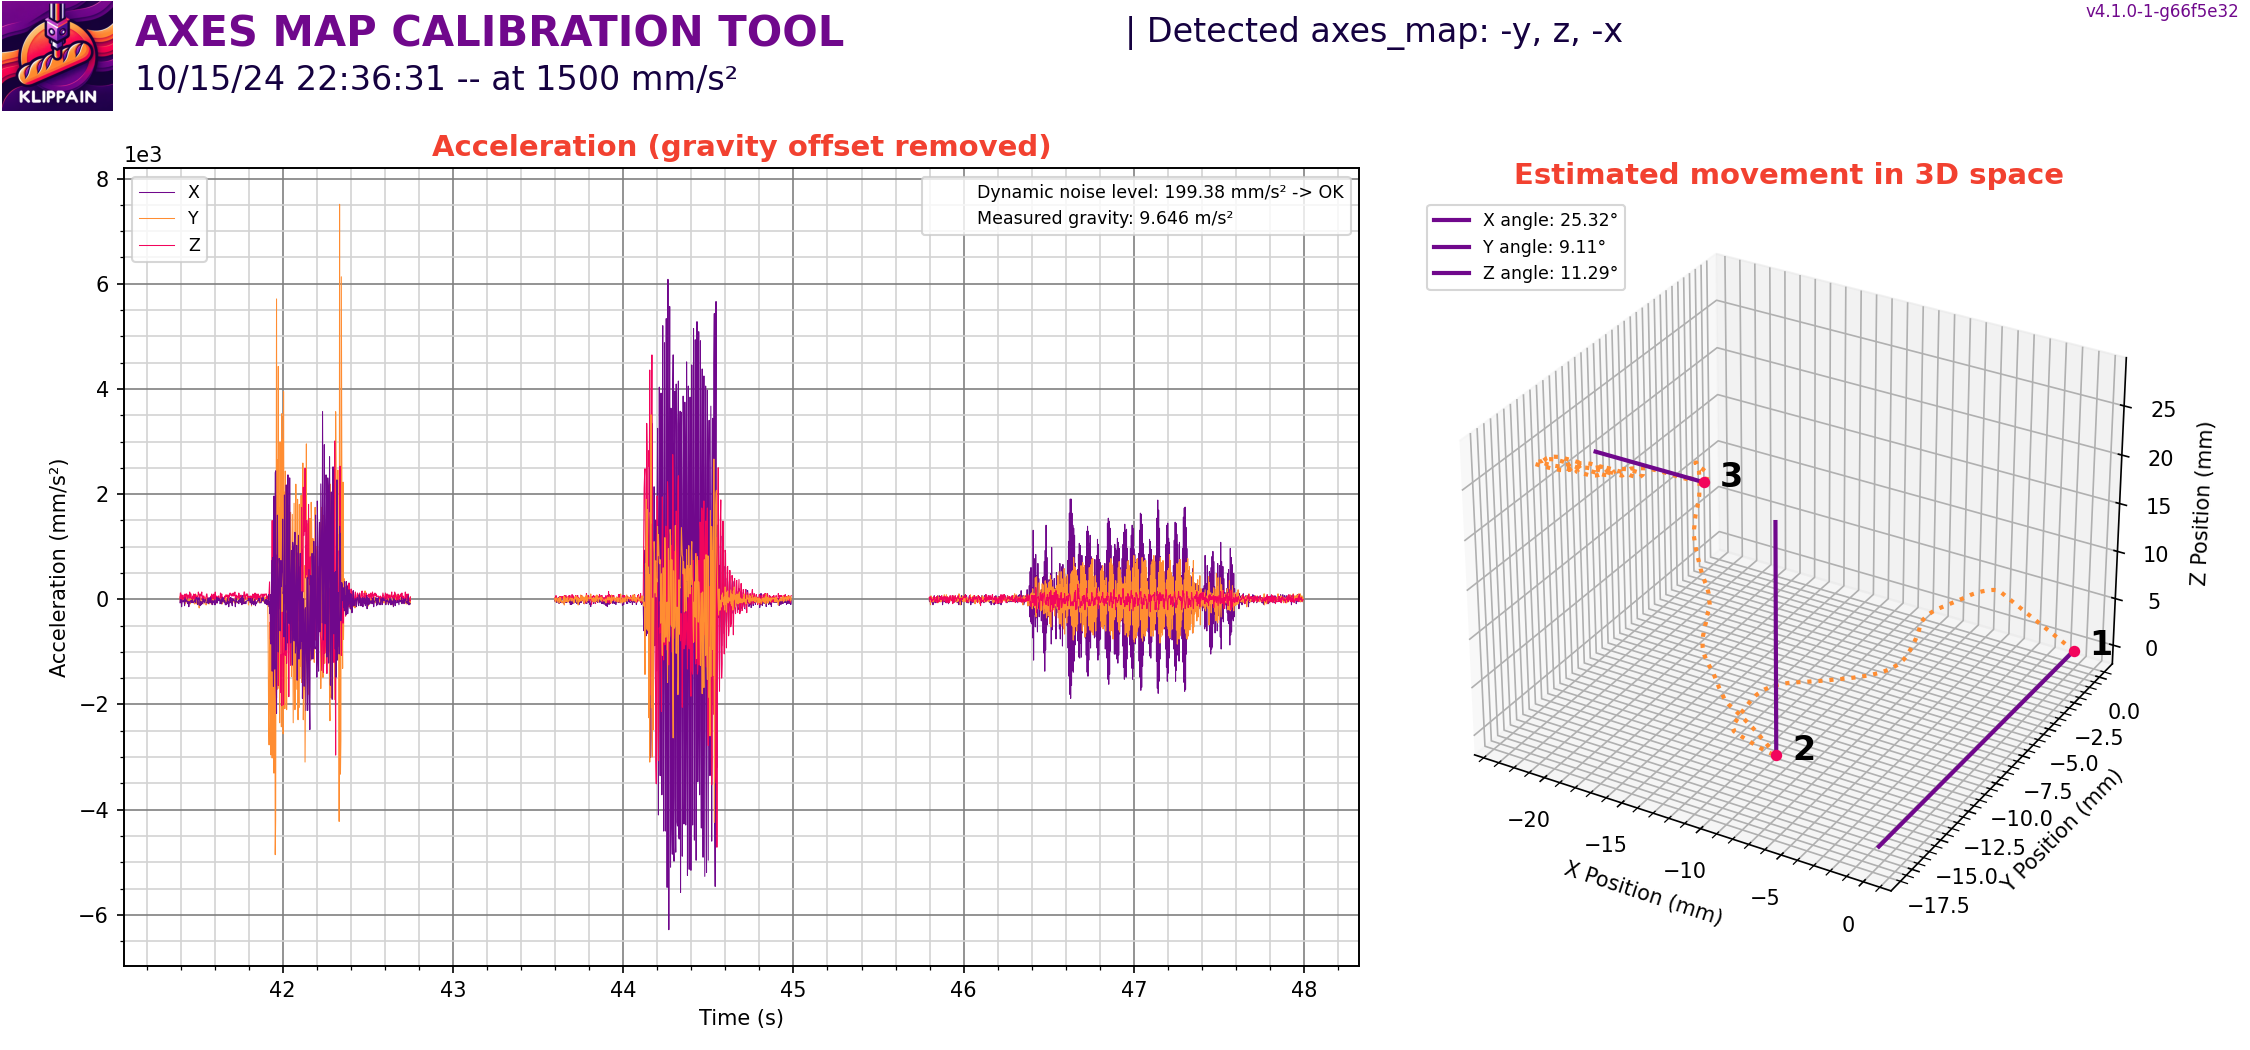 AXES MAP CALIBRATION TOOL
| Detected axes_map: -y, z, -x
v4.1.0-1-g66f5e32
10/15/24 22:36:31 -- at 1500 mm/s²
KLIPPAIN
Acceleration (gravity offset removed)
1e3
X
Y
Z
Dynamic noise level: 199.38 mm/s² -> OK
Measured gravity: 9.646 m/s²
8
6
4
2
0
−2
−4
−6
Acceleration (mm/s²)
42
43
44
45
46
47
48
Time (s)
Estimated movement in 3D space
X angle: 25.32°
Y angle: 9.11°
Z angle: 11.29°
3
1
2
25
20
15
10
5
0
Z Position (mm)
0.0
−2.5
−5.0
−7.5
−10.0
−12.5
−15.0
−17.5
Y Position (mm)
−20
−15
−10
−5
0
X Position (mm)